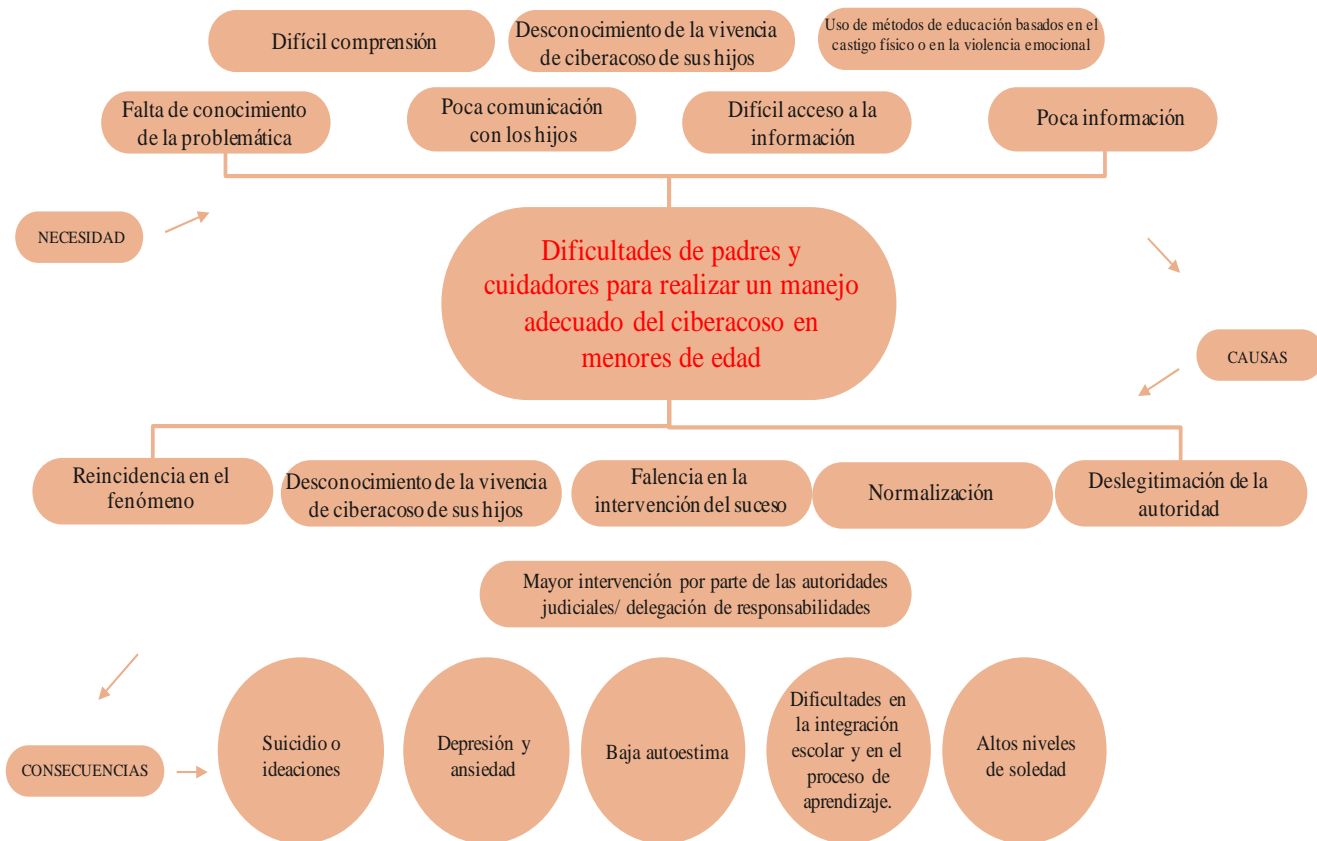 Difícil comprensión
Desconocimiento de la vivencia
de ciberacoso de sus hijos
Uso de métodos de educación basados en el
castigo físico o en la violencia emocional
Falta de conocimiento
de la problemática
Poca comunicación
con los hijos
Difícil acceso a la
información
Poca información
NECESIDAD
Dificultades de padres y
cuidadores para realizar un manejo
adecuado del ciberacoso en
menores de edad
CAUSAS
Reincidencia en el
fenómeno
Desconocimiento de la vivencia
de ciberacoso de sus hijos
Falencia en la
intervención del suceso
Normalización
Deslegitimación de la
autoridad
Mayor intervención por parte de las autoridades
judiciales/ delegación de responsabilidades
CONSECUENCIAS
Suicidio o
ideaciones
Depresión y
ansiedad
Baja autoestima
Dificultades en
la integración
escolar y en el
proceso de
aprendizaje.
Altos niveles
de soledad